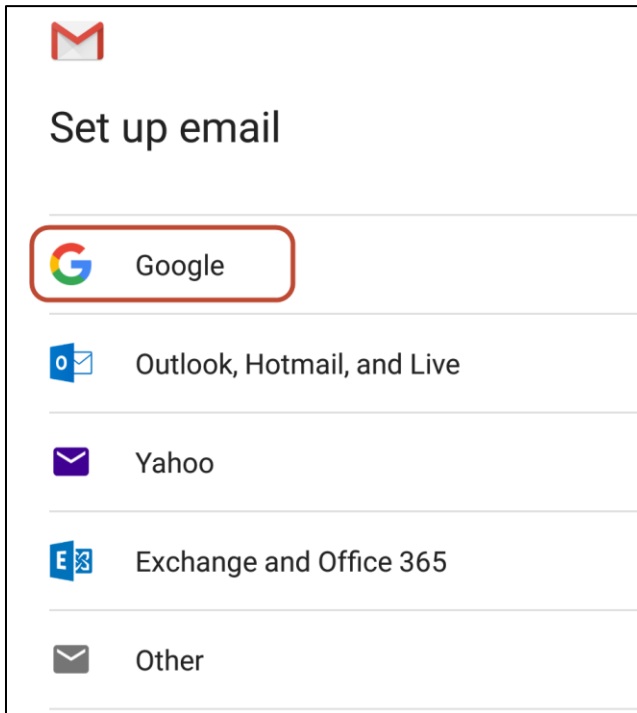 Set up email
Google
Outlook, Hotmail, and Live
Yahoo
Exchange and Office 365
Other